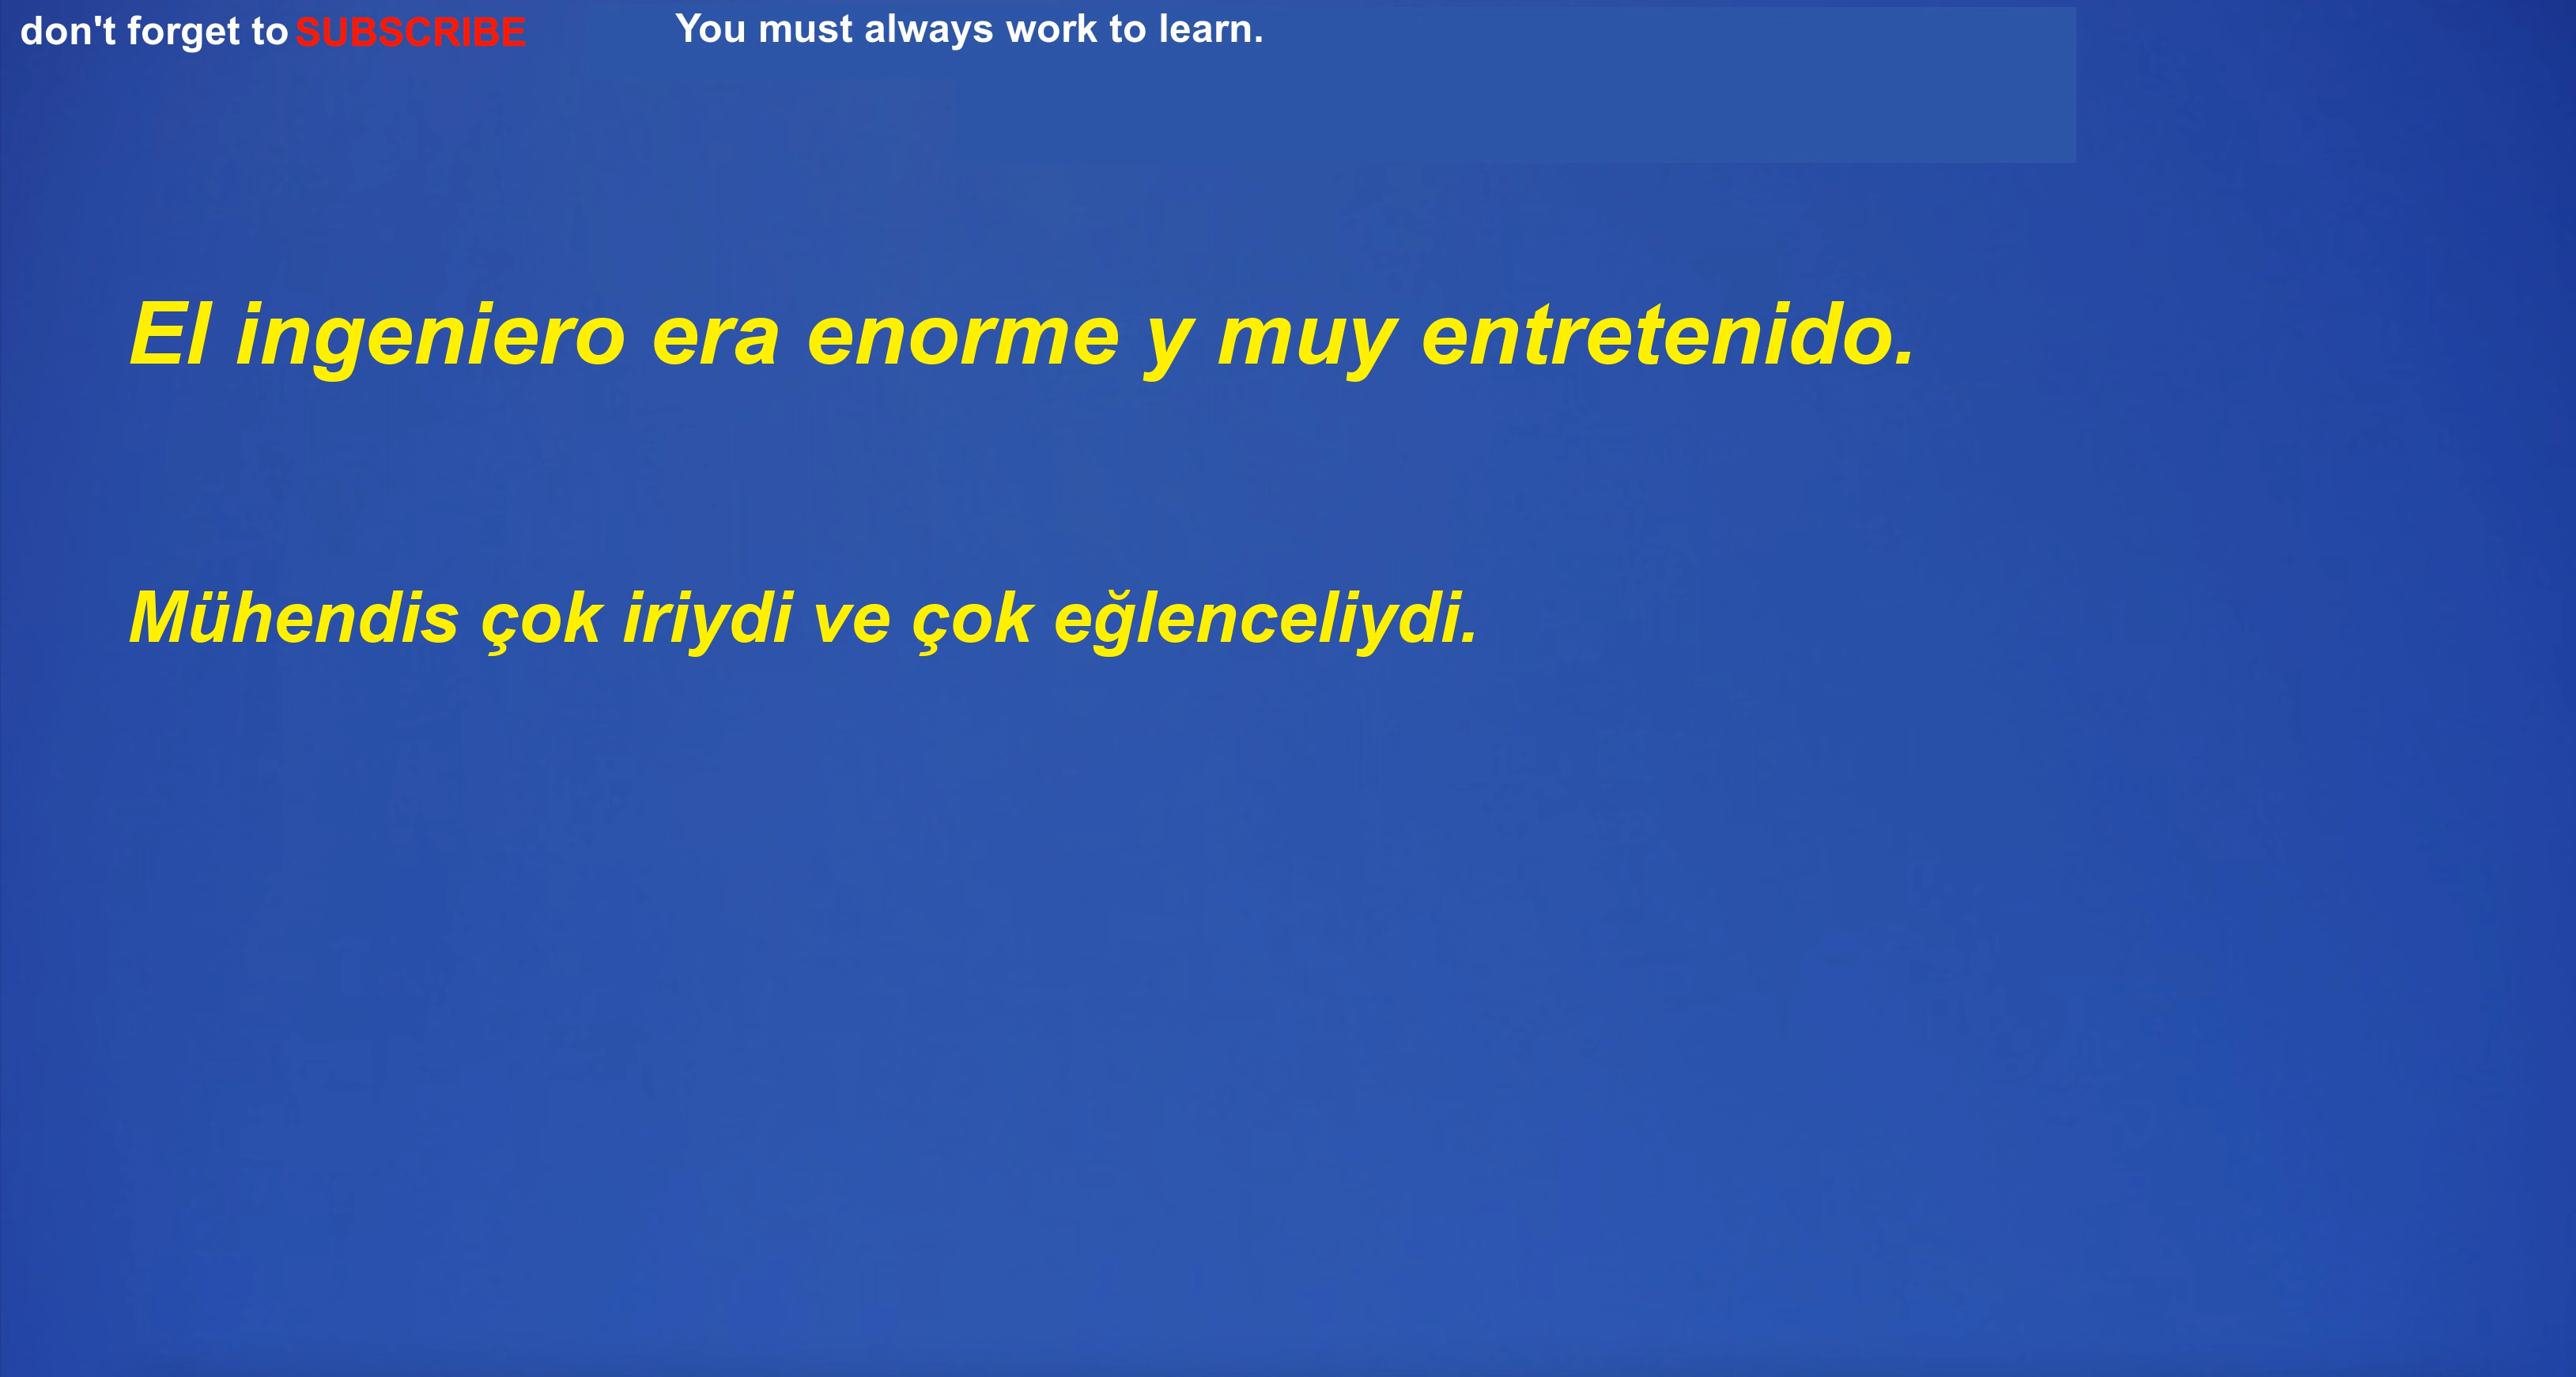 don't forget to SUBSCRIBE You must always work to learn.
El ingeniero era enorme y muy entretenido.
Mühendis çok iriydi ve çok eğlenceliydi.